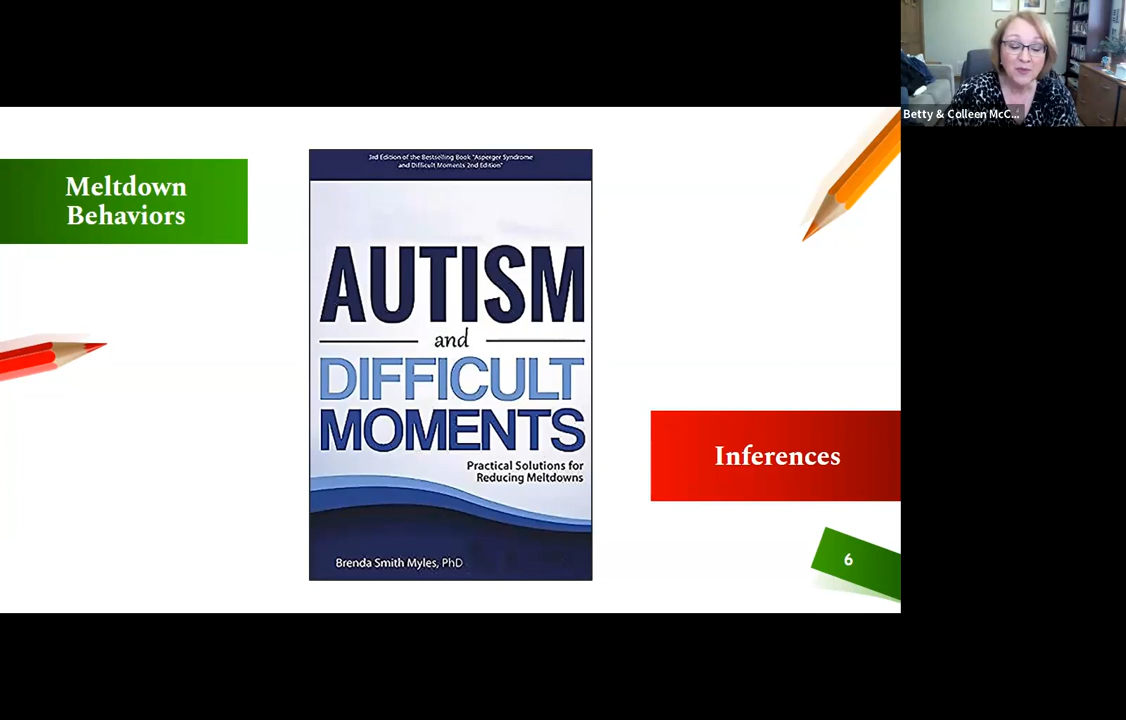 Betty & Colleen McC...
Meltdown
Behaviors
3rd Edition of the Bestselling Book "Asperger Syndrome
and Difficult Moments 2nd Edition"
AUTISM
and
DIFFICULT
MOMENTS
Practical Solutions for
Reducing Meltdowns
Brenda Smith Myles, PhD
Inferences
6